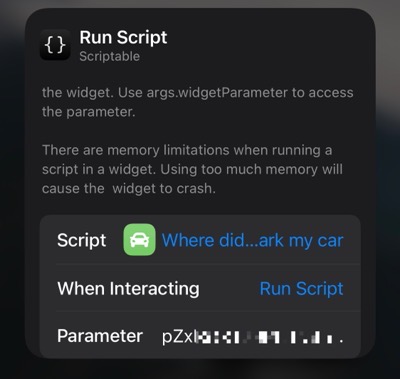 {}
Run Script
Scriptable
the widget. Use args.widgetParameter to access
the parameter.
There are memory limitations when running a
script in a widget. Using too much memory will
cause the  widget to crash.
Script Where did...ark my car
When Interacting Run Script
Parameter